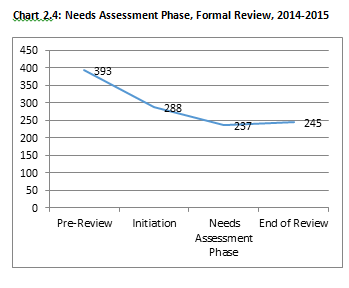 Chart 2.4: Needs Assessment Phase, Formal Review, 2014-2015
450
400
350
300
250
200
150
100
50
0
393
288
237
245
Pre-Review
Initiation
Needs
Assessment
Phase
End of Review